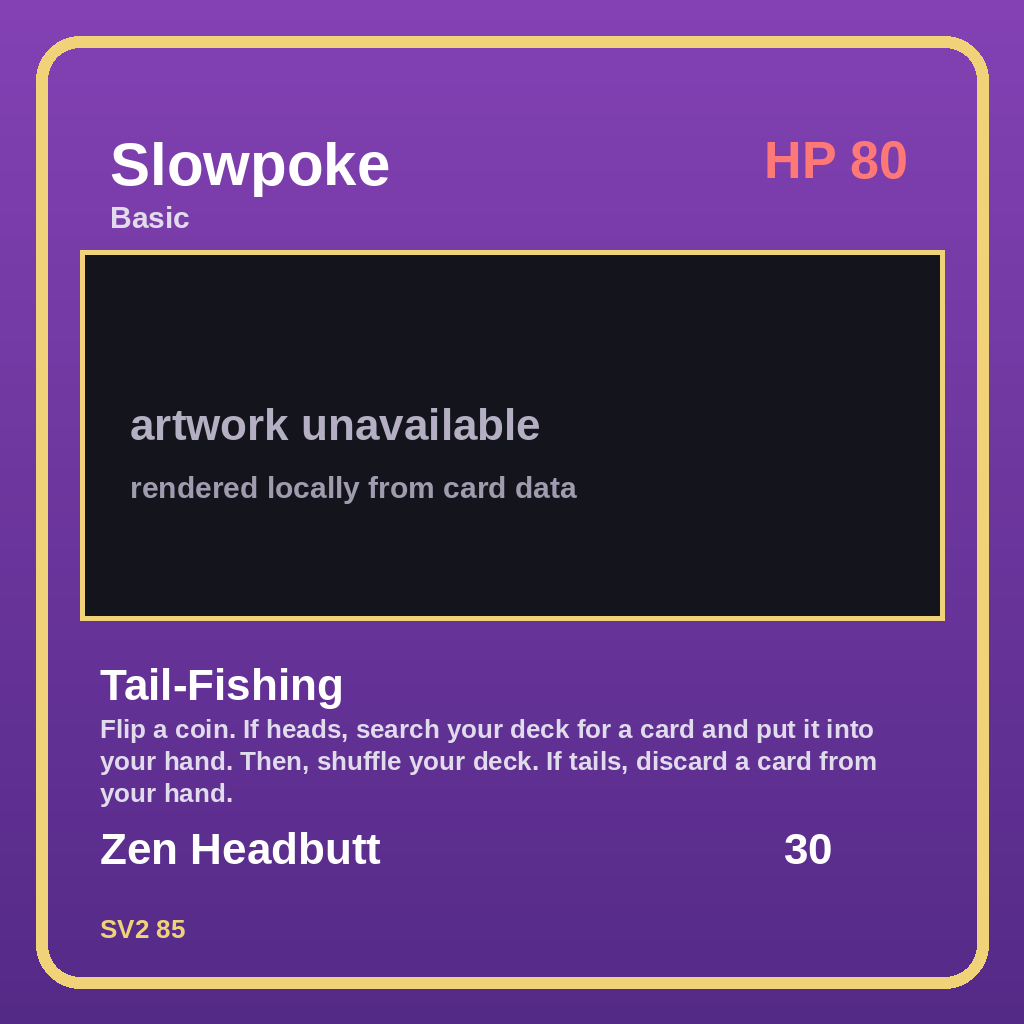 Slowpoke
HP 80
Basic
artwork unavailable
rendered locally from card data
Tail-Fishing
Flip a coin. If heads, search your deck for a card and put it into
your hand. Then, shuffle your deck. If tails, discard a card from
your hand.
Zen Headbutt 30
SV2 85